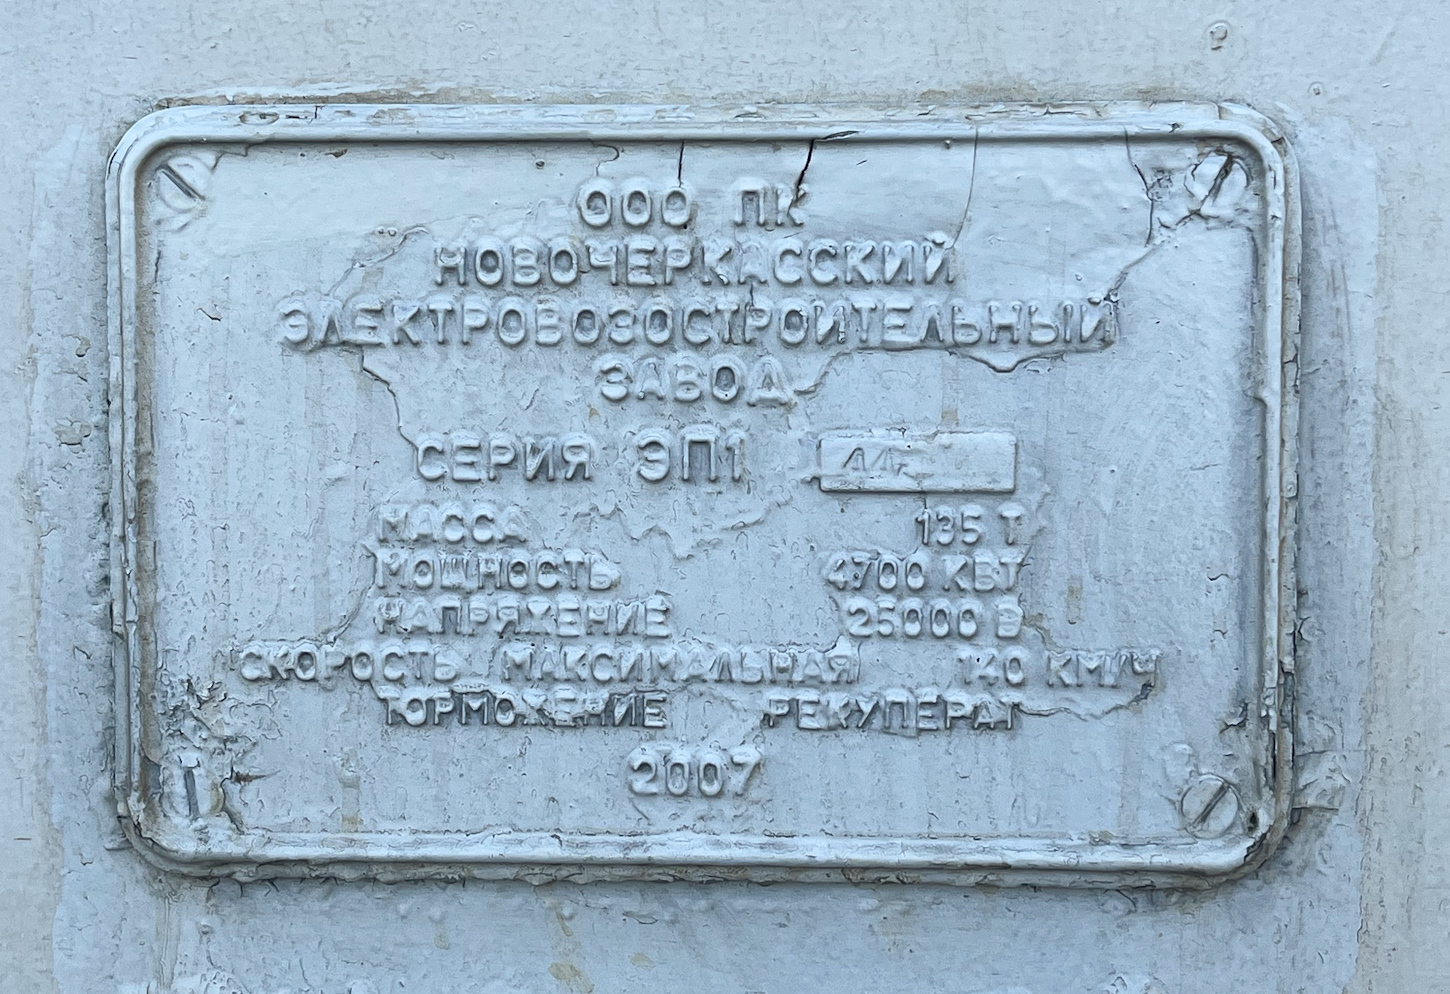 ООО ПК
НОВОЧЕРКАССКИЙ
ЭЛЕКТРОВОЗОСТРОИТЕЛЬНЫЙ
ЗАВОД
СЕРИЯ ЭП1
МАССА 135 Т
МОЩНОСТЬ 4700 КВТ
НАПРЯЖЕНИЕ 25000 В
СКОРОСТЬ МАКСИМАЛЬНАЯ 140 КМ/Ч
ТОРМОЖЕНИЕ РЕКУПЕРАТ
2007